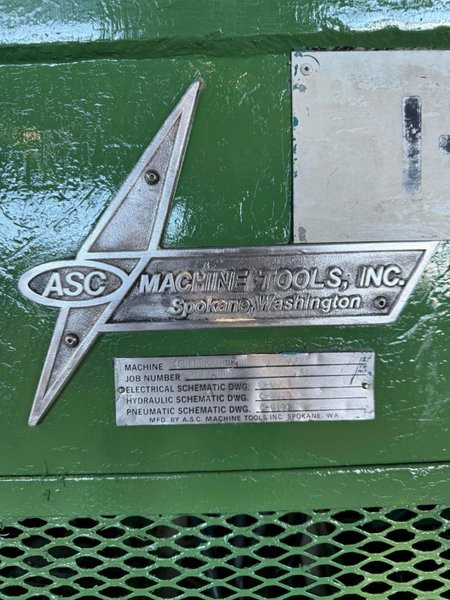 ASC MACHINE TOOLS, INC.
Spokane, Washington
MACHINE
JOB NUMBER
ELECTRICAL SCHEMATIC DWG.
HYDRAULIC SCHEMATIC DWG.
PNEUMATIC SCHEMATIC DWG.
MFD. BY A.S.C. MACHINE TOOLS INC. SPOKANE, WA